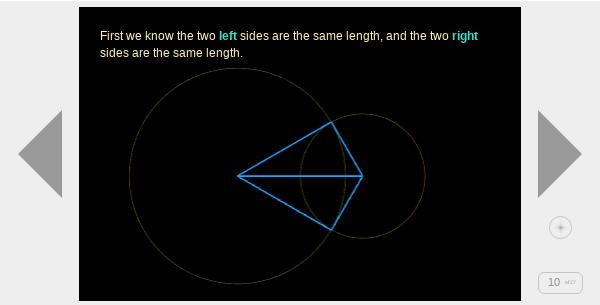 First we know the two left sides are the same length, and the two right
sides are the same length.
10 of27